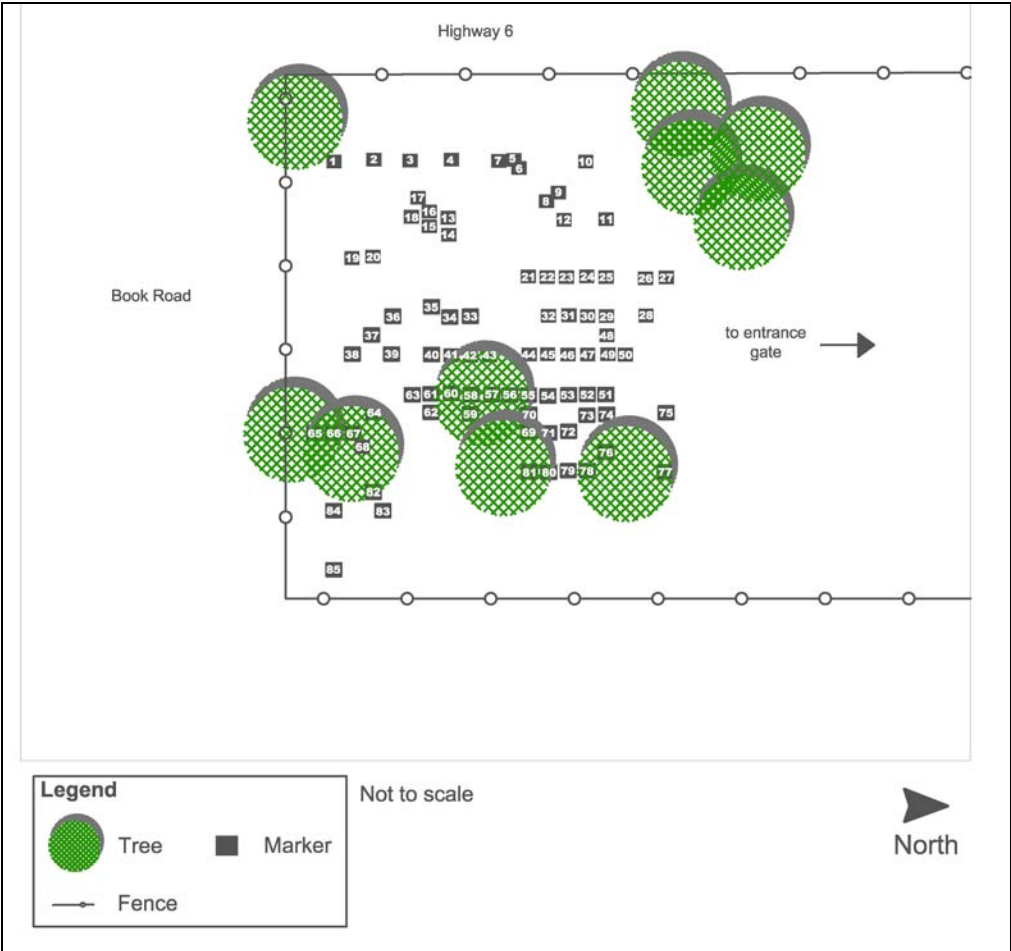 Highway 6
1 2 3 4 7 5 10
6
17 9
8
18 16 13 12 11
15 14
19 20
21 22 23 24 25 26 27
Book Road
35
36 34 33 32 31 30 29 28
37 48
to entrance
gate
38 39 40 41 42 43 44 45 46 47 49 50
63 61 60 58 57 56 55 54 53 52 51
64 62 59 70 73 74 75
65 66 67 69 71 72
68 76
81 80 79 78 77
82
84 83
85
Legend
Tree
Marker
Fence
Not to scale
North